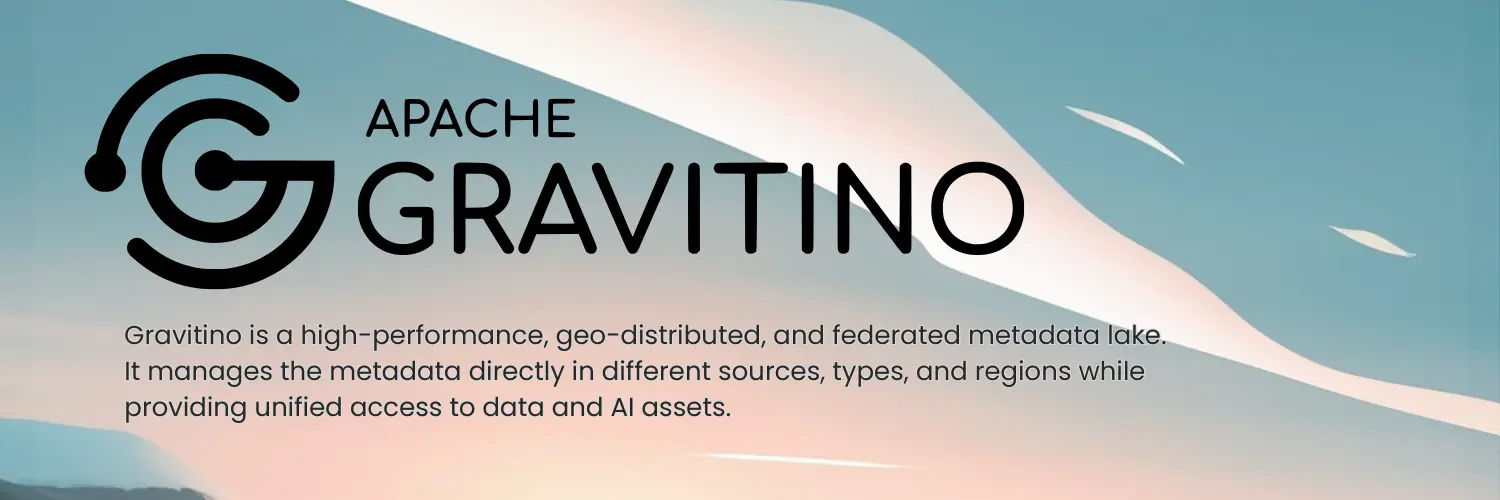 APACHE
GRAVITINO
Gravitino is a high-performance, geo-distributed, and federated metadata lake.
It manages the metadata directly in different sources, types, and regions while
providing unified access to data and AI assets.